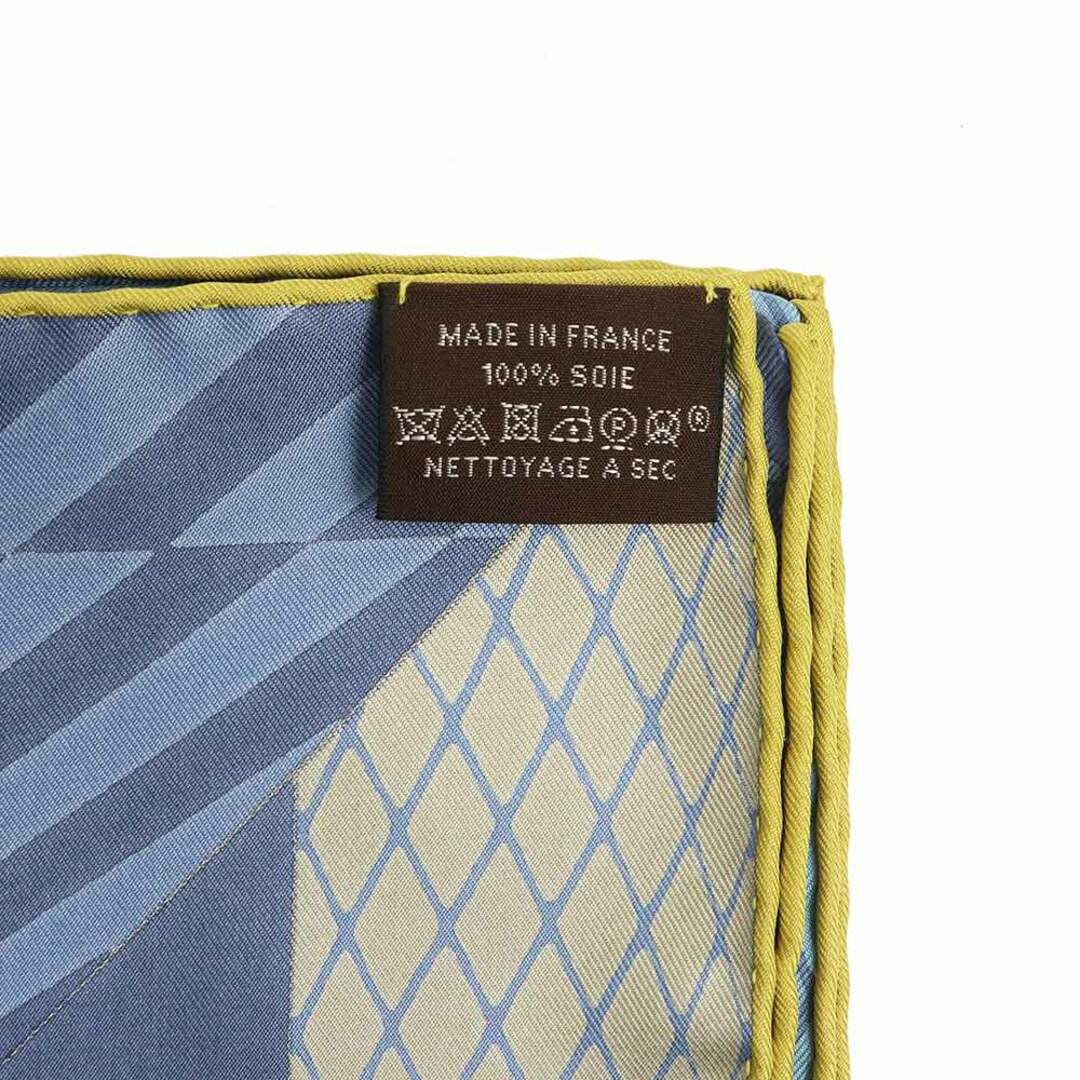 MADE IN FRANCE
100% SOIE
P W ®
NETTOYAGE A SEC